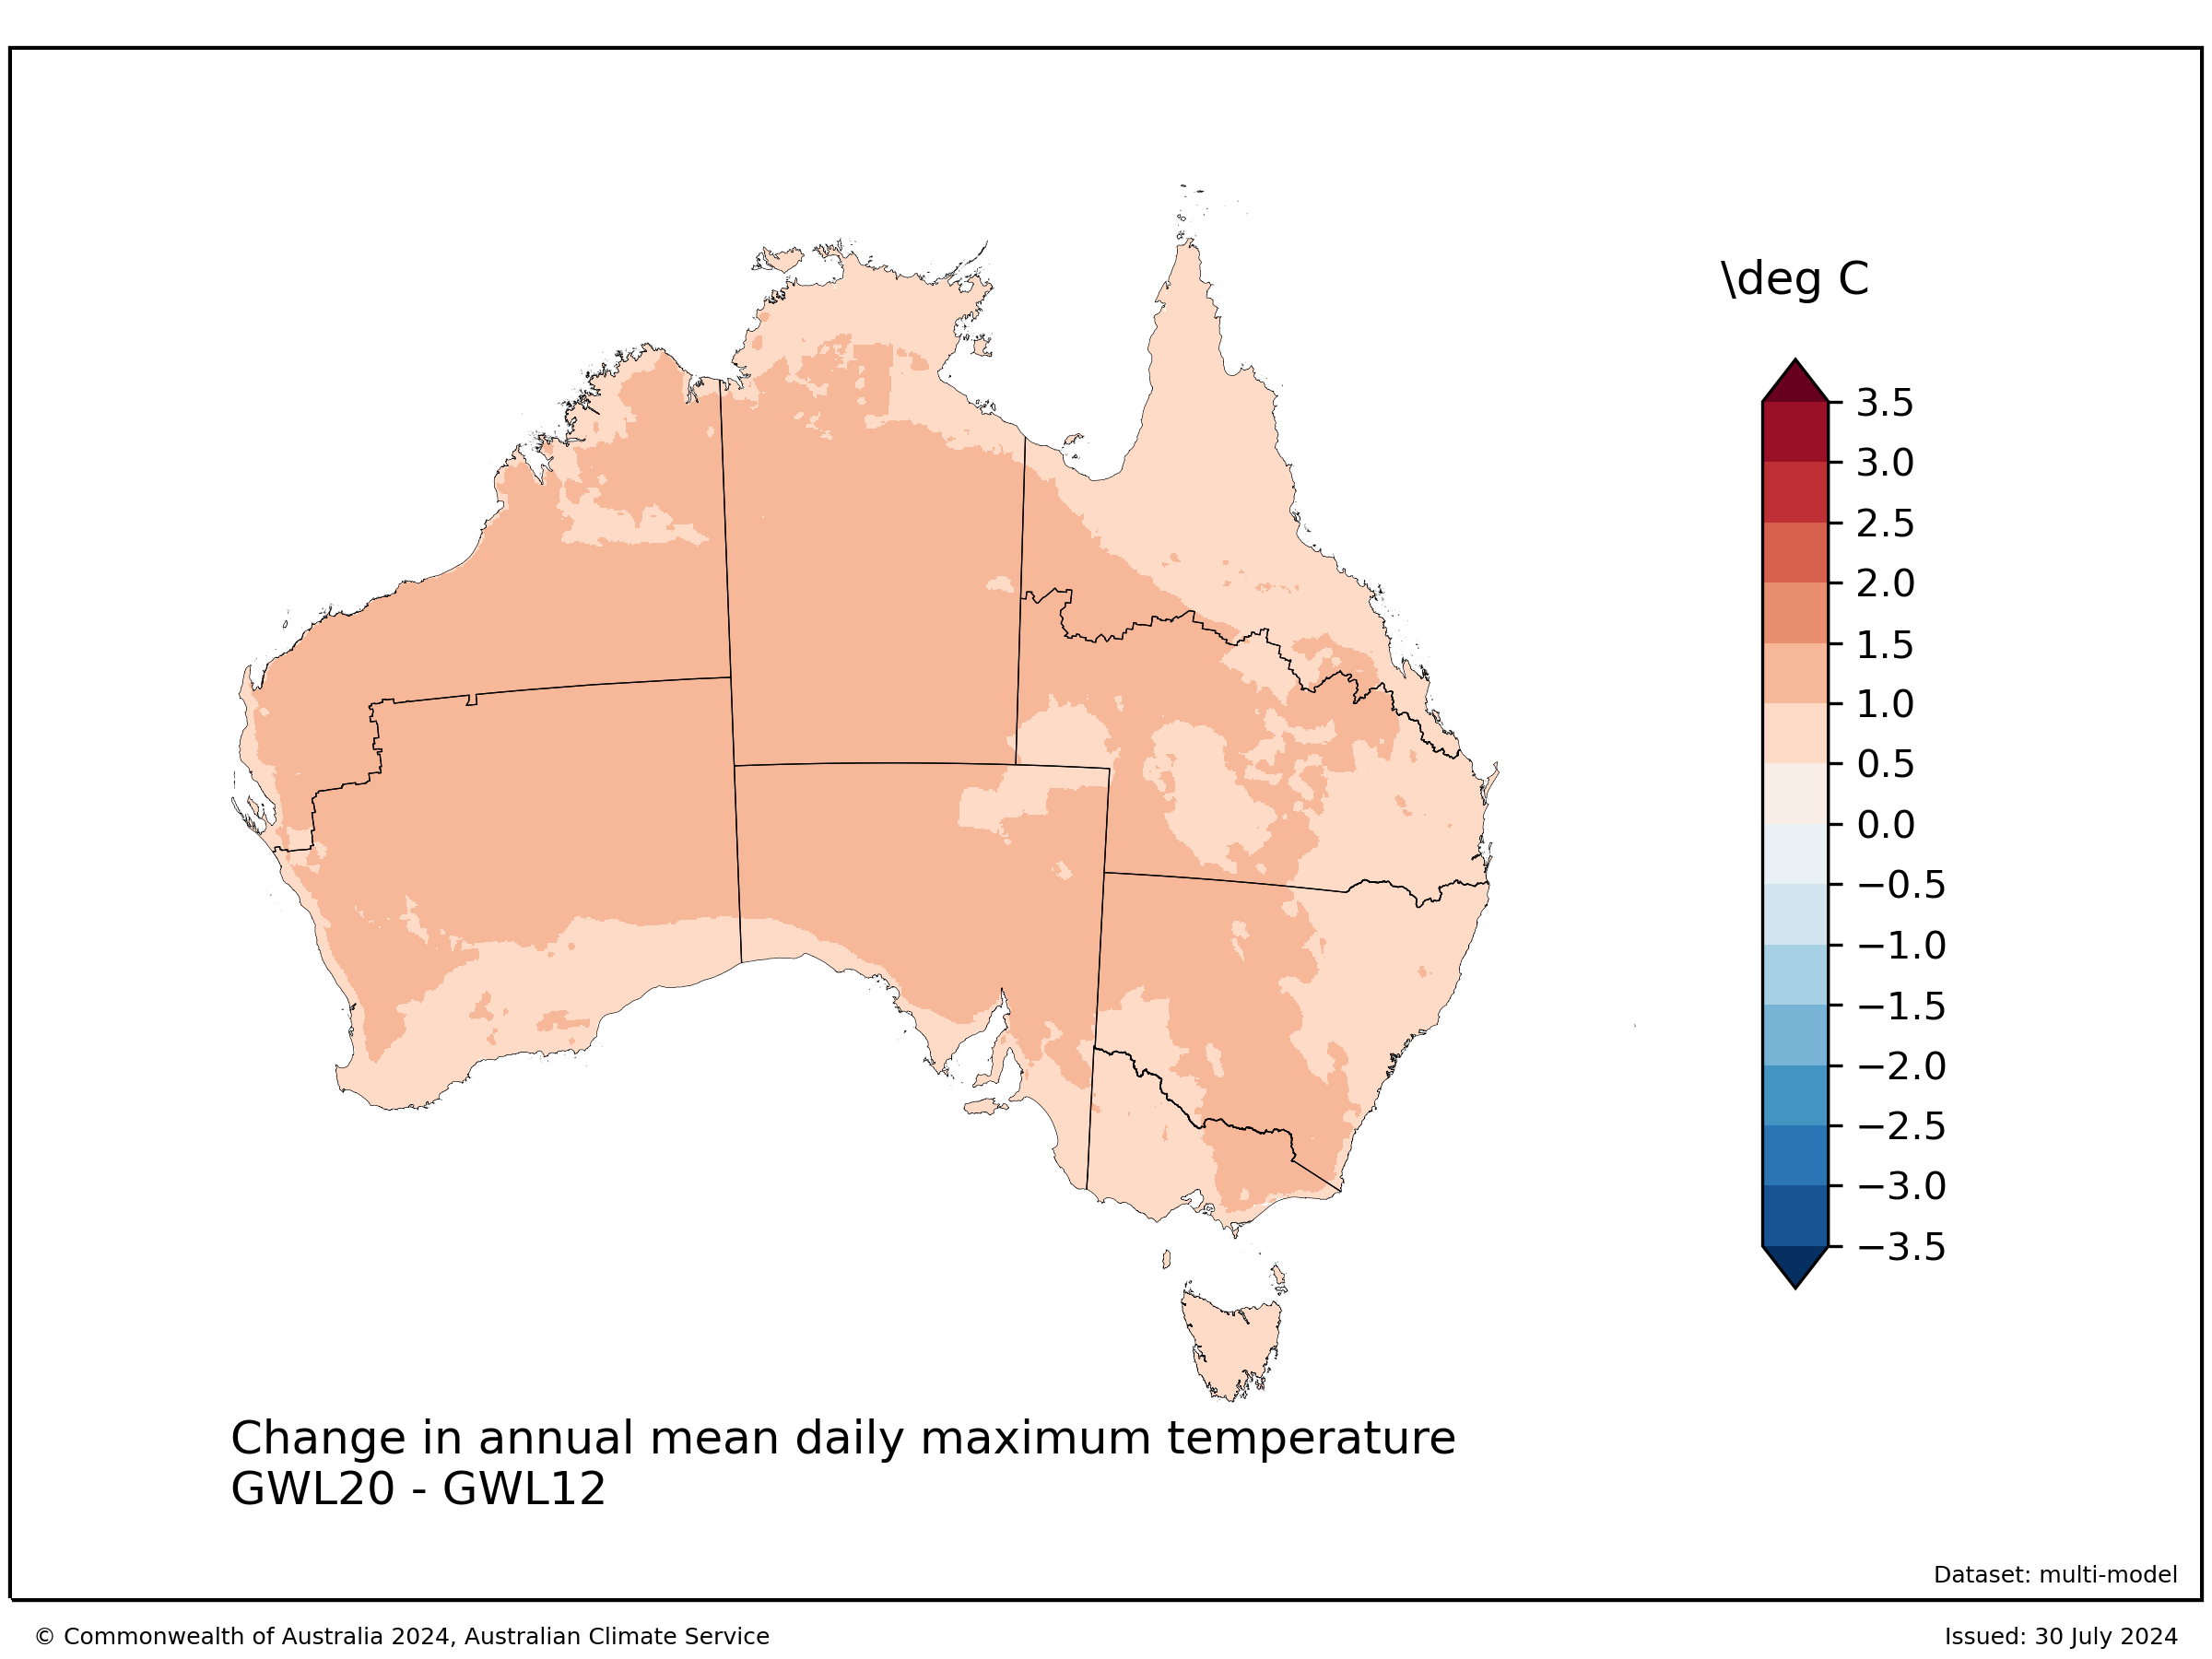 \deg C
3.5
3.0
2.5
2.0
1.5
1.0
0.5
0.0
−0.5
−1.0
−1.5
−2.0
−2.5
−3.0
−3.5
Change in annual mean daily maximum temperature
GWL20 - GWL12
Dataset: multi-model
© Commonwealth of Australia 2024, Australian Climate Service
Issued: 30 July 2024